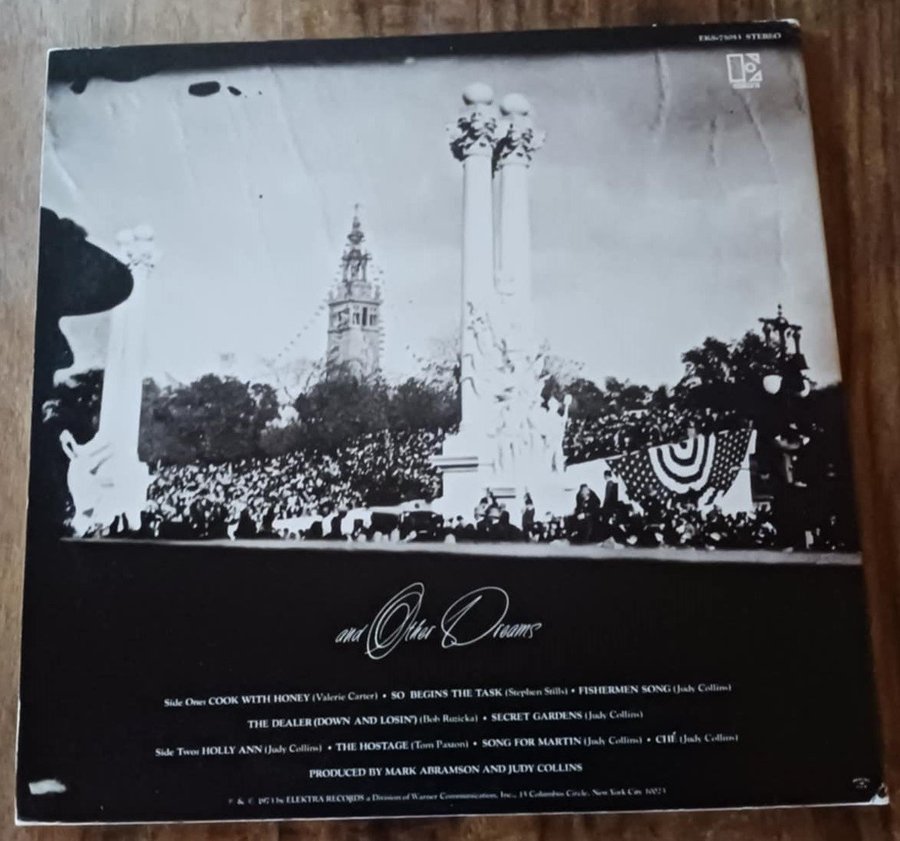 EKS-75053 STEREO
and Other Dreams
Side One: COOK WITH HONEY (Valerie Carter) • SO BEGINS THE TASK (Stephen Stills) • FISHERMEN SONG (Judy Collins)
THE DEALER (DOWN AND LOSIN') (Bob Ruzicka) • SECRET GARDENS (Judy Collins)
Side Two: HOLLY ANN (Judy Collins) • THE HOSTAGE (Tom Paxton) • SONG FOR MARTIN (Judy Collins) • CHÉ (Judy Collins)
PRODUCED BY MARK ABRAMSON AND JUDY COLLINS
℗ & © 1973 by ELEKTRA RECORDS a Division of Warner Communication, Inc., 15 Columbus Circle, New York City 10023